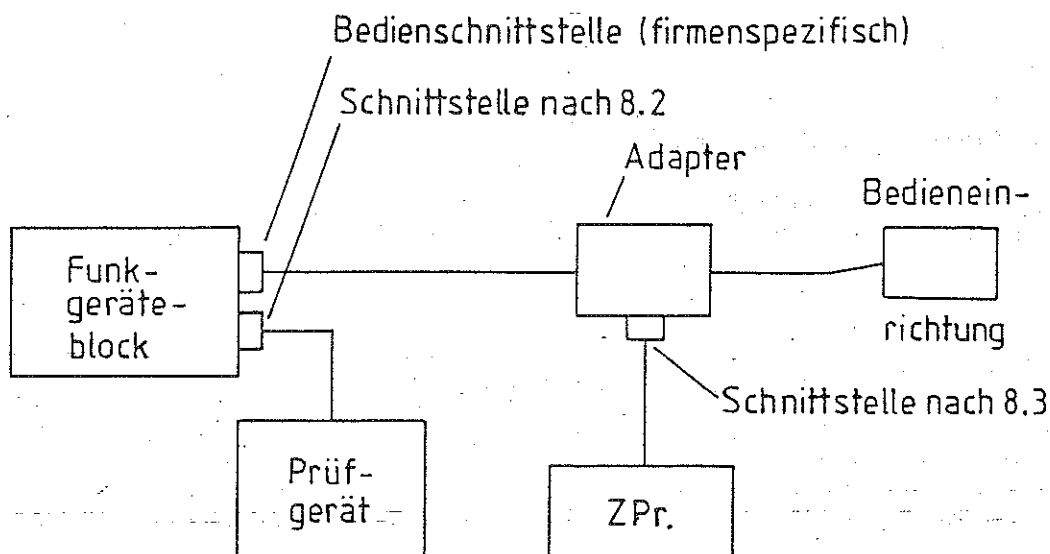 Bedienschnittstelle (firmenspezifisch)
Schnittstelle nach 8.2
Adapter
Bedienein-
richtung
Funk-
geräte-
block
Schnittstelle nach 8.3
Prüf-
gerät
ZPr.